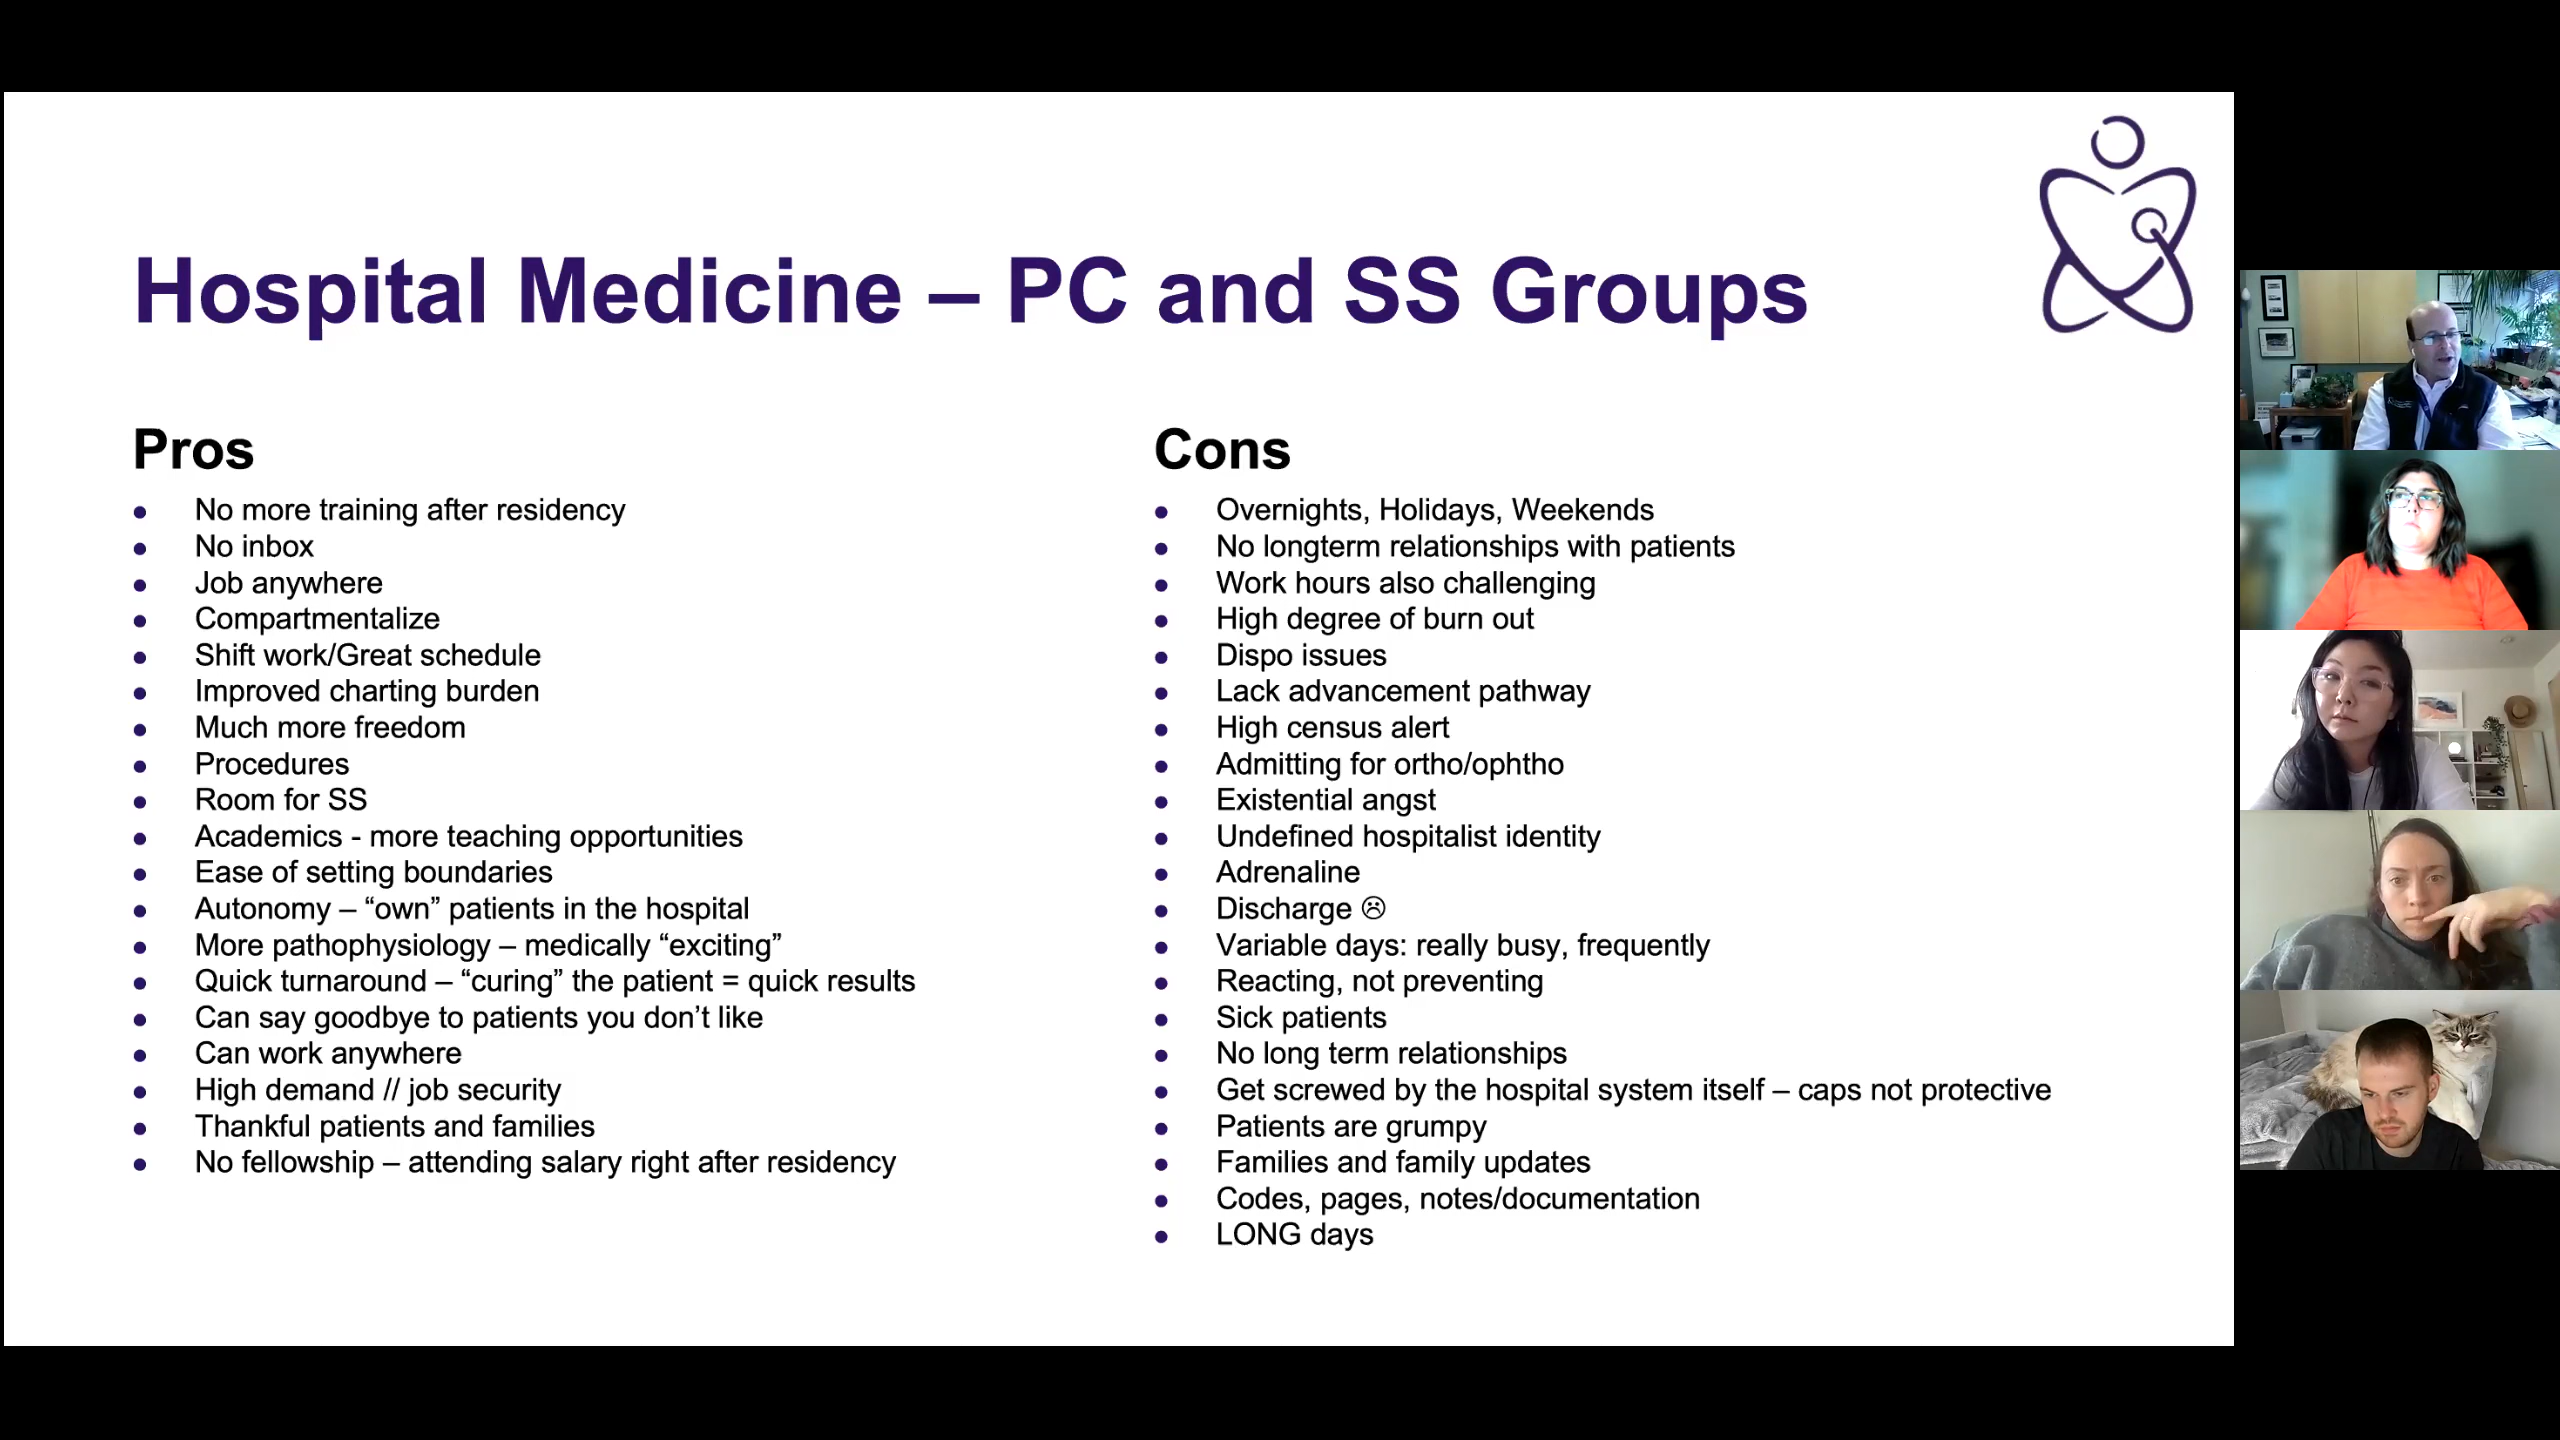 Hospital Medicine – PC and SS Groups
Pros
No more training after residency
No inbox
Job anywhere
Compartmentalize
Shift work/Great schedule
Improved charting burden
Much more freedom
Procedures
Room for SS
Academics - more teaching opportunities
Ease of setting boundaries
Autonomy – “own” patients in the hospital
More pathophysiology – medically “exciting”
Quick turnaround – “curing” the patient = quick results
Can say goodbye to patients you don’t like
Can work anywhere
High demand // job security
Thankful patients and families
No fellowship – attending salary right after residency
Cons
Overnights, Holidays, Weekends
No longterm relationships with patients
Work hours also challenging
High degree of burn out
Dispo issues
Lack advancement pathway
High census alert
Admitting for ortho/ophtho
Existential angst
Undefined hospitalist identity
Adrenaline
Discharge ☹
Variable days: really busy, frequently
Reacting, not preventing
Sick patients
No long term relationships
Get screwed by the hospital system itself – caps not protective
Patients are grumpy
Families and family updates
Codes, pages, notes/documentation
LONG days